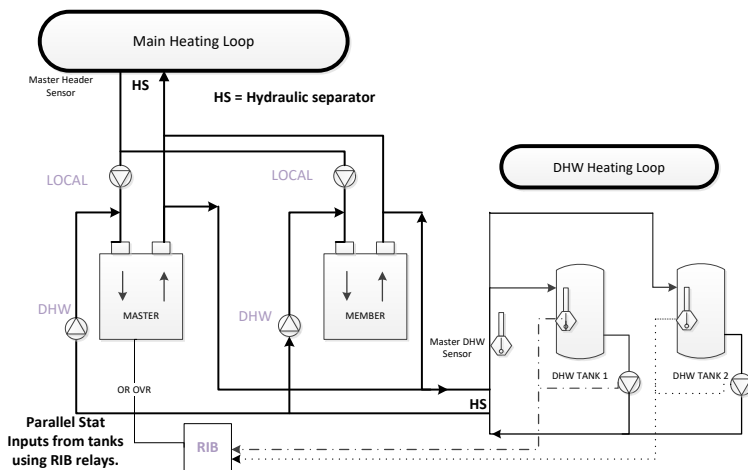 Main Heating Loop
Master Header
Sensor
HS
HS = Hydraulic separator
LOCAL
LOCAL
DHW Heating Loop
DHW
MASTER
DHW
MEMBER
Master DHW
Sensor
DHW TANK 1
DHW TANK 2
OR OVR
HS
Parallel Stat
Inputs from tanks
using RIB relays.
RIB